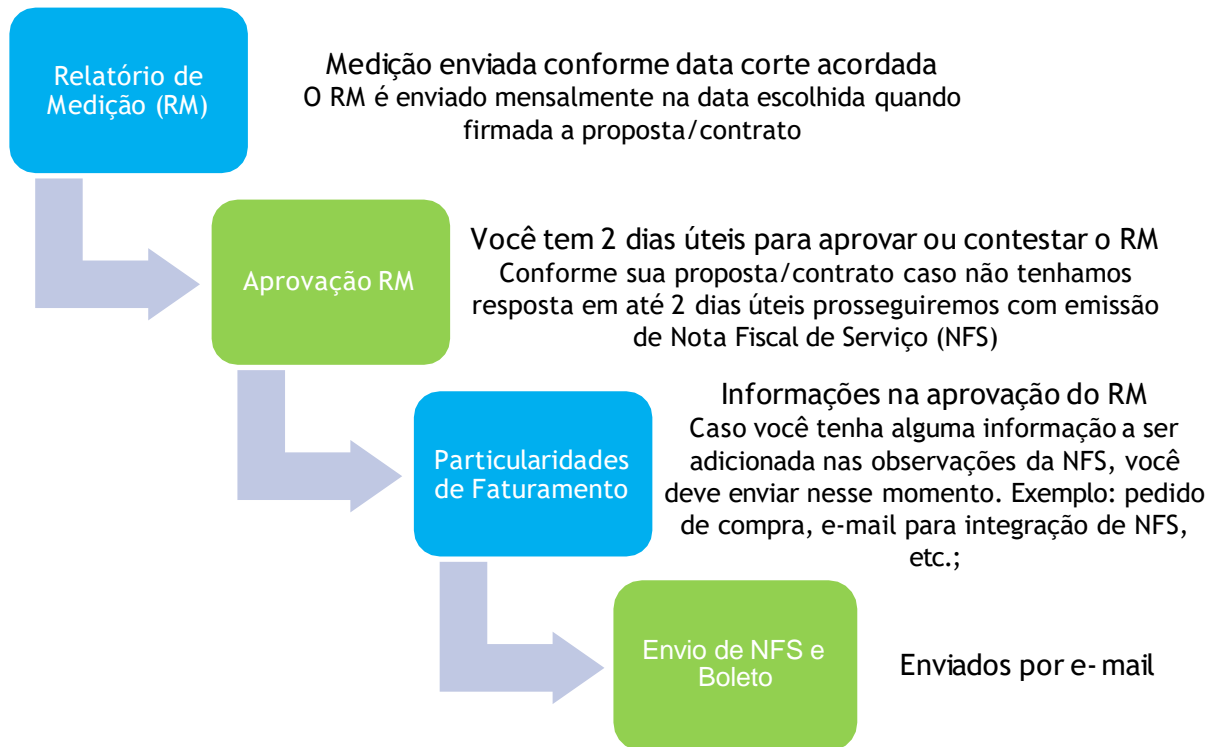 Relatório de
Medição (RM)
Medição enviada conforme data corte acordada
O RM é enviado mensalmente na data escolhida quando
firmada a proposta/contrato
Aprovação RM
Você tem 2 dias úteis para aprovar ou contestar o RM
Conforme sua proposta/contrato caso não tenhamos
resposta em até 2 dias úteis prosseguiremos com emissão
de Nota Fiscal de Serviço (NFS)
Particularidades
de Faturamento
Informações na aprovação do RM
Caso você tenha alguma informação a ser
adicionada nas observações da NFS, você
deve enviar nesse momento. Exemplo: pedido
de compra, e-mail para integração de NFS,
etc.;
Envio de NFS e
Boleto
Enviados por e-mail